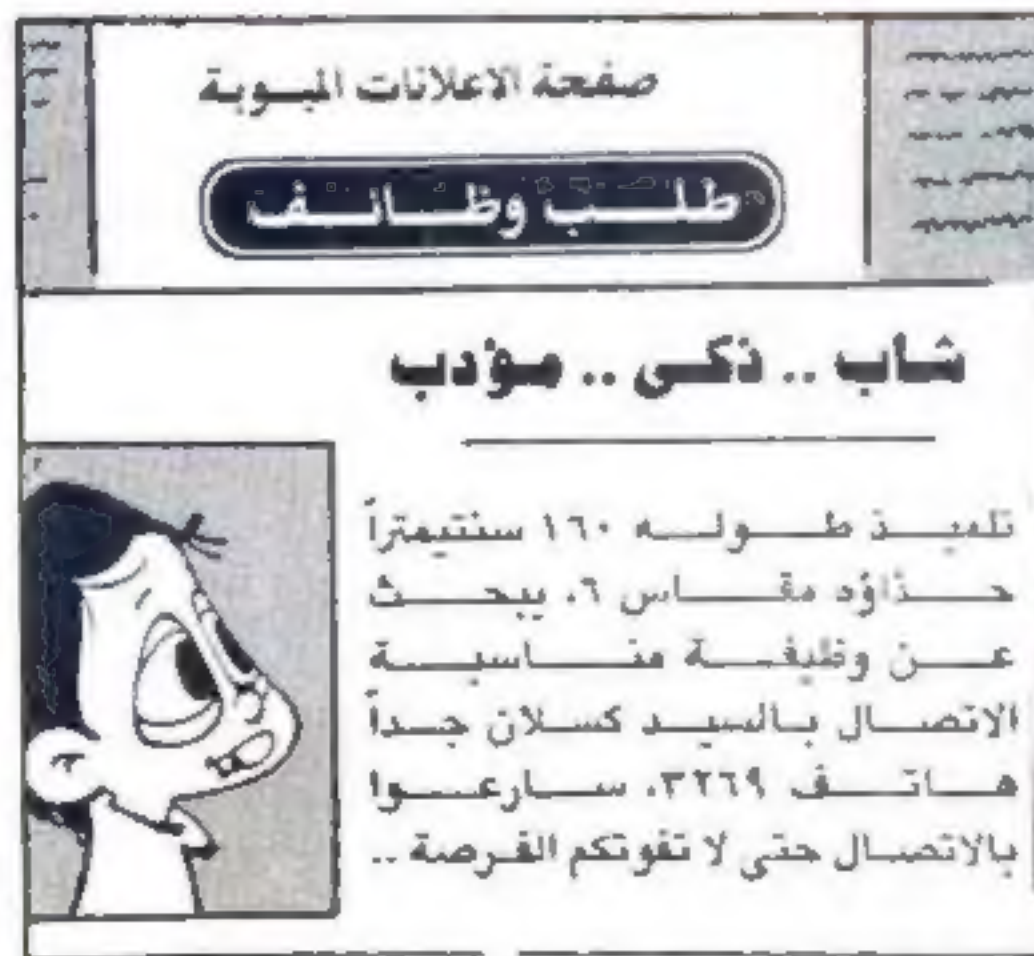 صفحة الاعلانات المبوبة
طلب وظائف
شاب .. ذكى .. مؤدب
تلميذ طوله ١٦٠ سنتيمتراً
حذاؤه مقاس ٦، يبحث
عن وظيفة مناسبة
الاتصال بالسيد كسلان جداً
هاتف ٣٢٦٩، سارعوا
بالاتصال حتى لا تفوتكم الفرصة ..